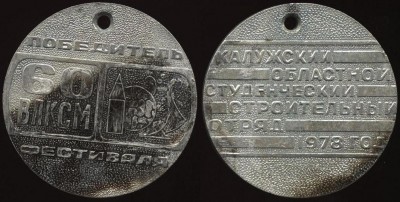 ПОБЕДИТЕЛЬ
60
ВЛКСМ
ФЕСТИВАЛЯ
КАЛУЖСКИЙ
ОБЛАСТНОЙ
СТУДЕНЧЕСКИЙ
СТРОИТЕЛЬНЫЙ
ОТРЯД
1978 ГОД